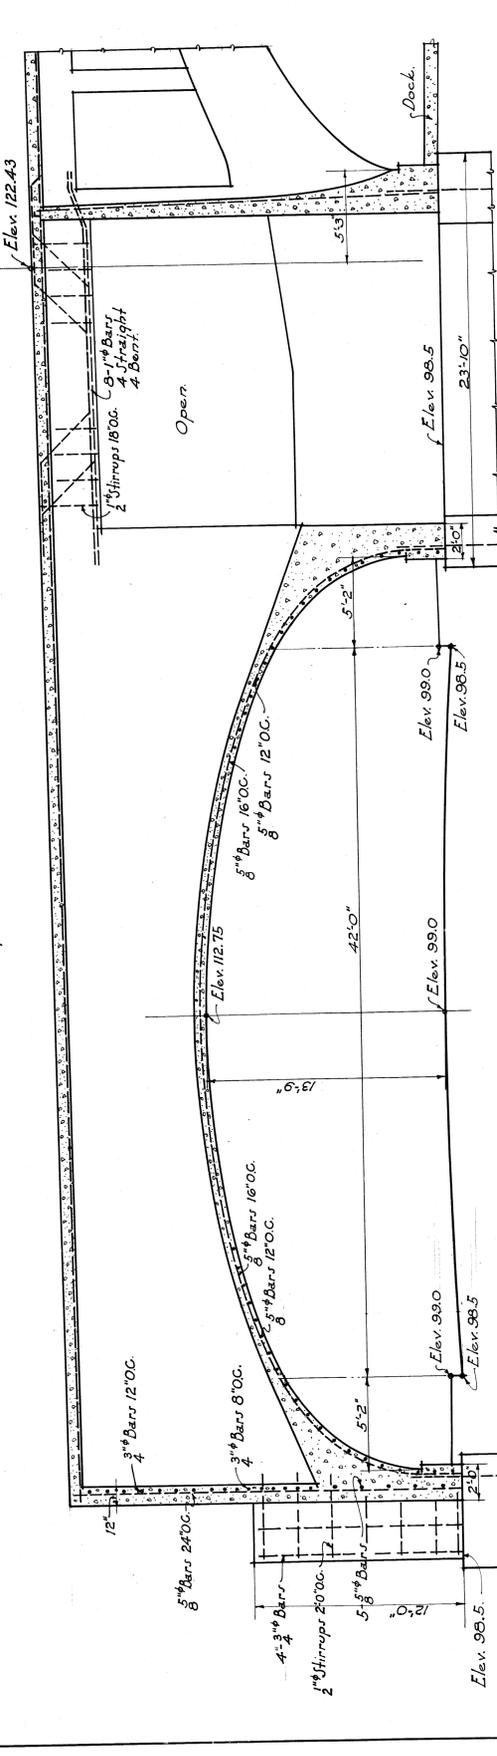 Elev. 122.43
Dock.
5'-3"
8-1"ϕ Bars
4 Straight
4 Bent.
1"ϕ Stirrups 18"O.C.
2
Open.
Elev. 98.5
23'-10"
2'-0"
5'-2"
Elev. 99.0
Elev. 98.5
5"ϕ Bars 16"O.C.
8
5"ϕ Bars 12"O.C.
8
42'-0"
Elev. 112.75
Elev. 99.0
13'-9"
5"ϕ Bars 16"O.C.
8
5"ϕ Bars 12"O.C.
8
Elev. 99.0
Elev. 98.5
5'-2"
2'-0"
3"ϕ Bars 12"O.C.
4
3"ϕ Bars 8"O.C.
4
12"
5"ϕ Bars 24"O.C.
8
4-3"ϕ Bars
4
1"ϕ Stirrups 2'-0"O.C.
2
5-5"ϕ Bars
8
12'-0"
Elev. 98.5.